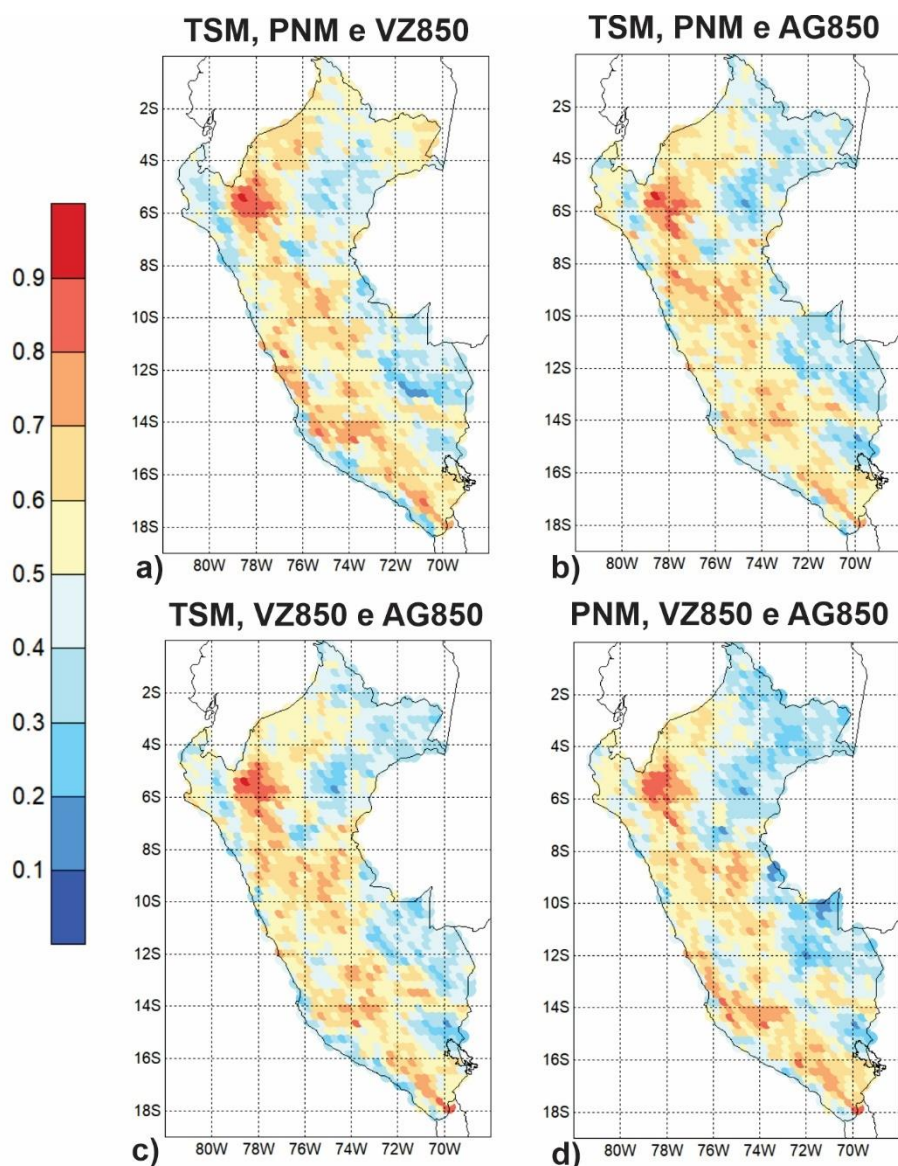 TSM, PNM e VZ850
TSM, PNM e AG850
2S
4S
6S
8S
10S
12S
14S
16S
18S
80W 78W 76W 74W 72W 70W
a)
2S
4S
6S
8S
10S
12S
14S
16S
18S
80W 78W 76W 74W 72W 70W
b)
0.9
0.8
0.7
0.6
0.5
0.4
0.3
0.2
0.1
TSM, VZ850 e AG850
PNM, VZ850 e AG850
2S
4S
6S
8S
10S
12S
14S
16S
18S
80W 78W 76W 74W 72W 70W
c)
2S
4S
6S
8S
10S
12S
14S
16S
18S
80W 78W 76W 74W 72W 70W
d)